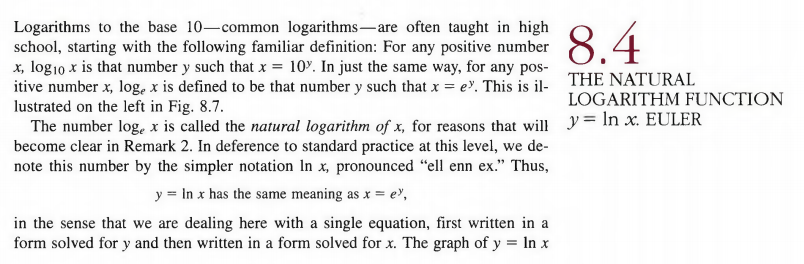 Logarithms to the base 10—common logarithms—are often taught in high
school, starting with the following familiar definition: For any positive number
x, log₁₀ x is that number y such that x = 10ʸ. In just the same way, for any pos-
itive number x, logₑ x is defined to be that number y such that x = eʸ. This is il-
lustrated on the left in Fig. 8.7.
The number logₑ x is called the natural logarithm of x, for reasons that will
become clear in Remark 2. In deference to standard practice at this level, we de-
note this number by the simpler notation ln x, pronounced “ell enn ex.” Thus,
y = ln x has the same meaning as x = eʸ,
in the sense that we are dealing here with a single equation, first written in a
form solved for y and then written in a form solved for x. The graph of y = ln x
8.4
THE NATURAL
LOGARITHM FUNCTION
y = ln x. EULER